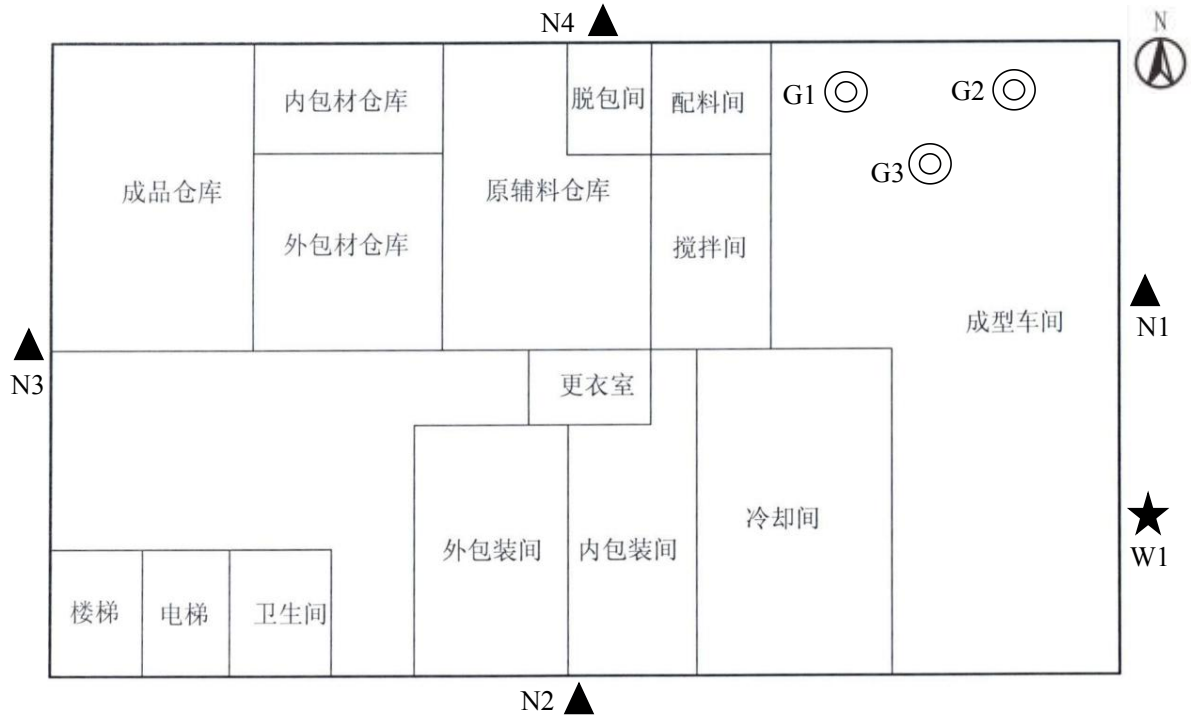 N4
N
内包材仓库
脱包间
配料间
G1
G2
成品仓库
原辅料仓库
G3
外包材仓库
搅拌间
成型车间
N1
N3
更衣室
冷却间
外包装间
内包装间
W1
楼梯
电梯
卫生间
N2